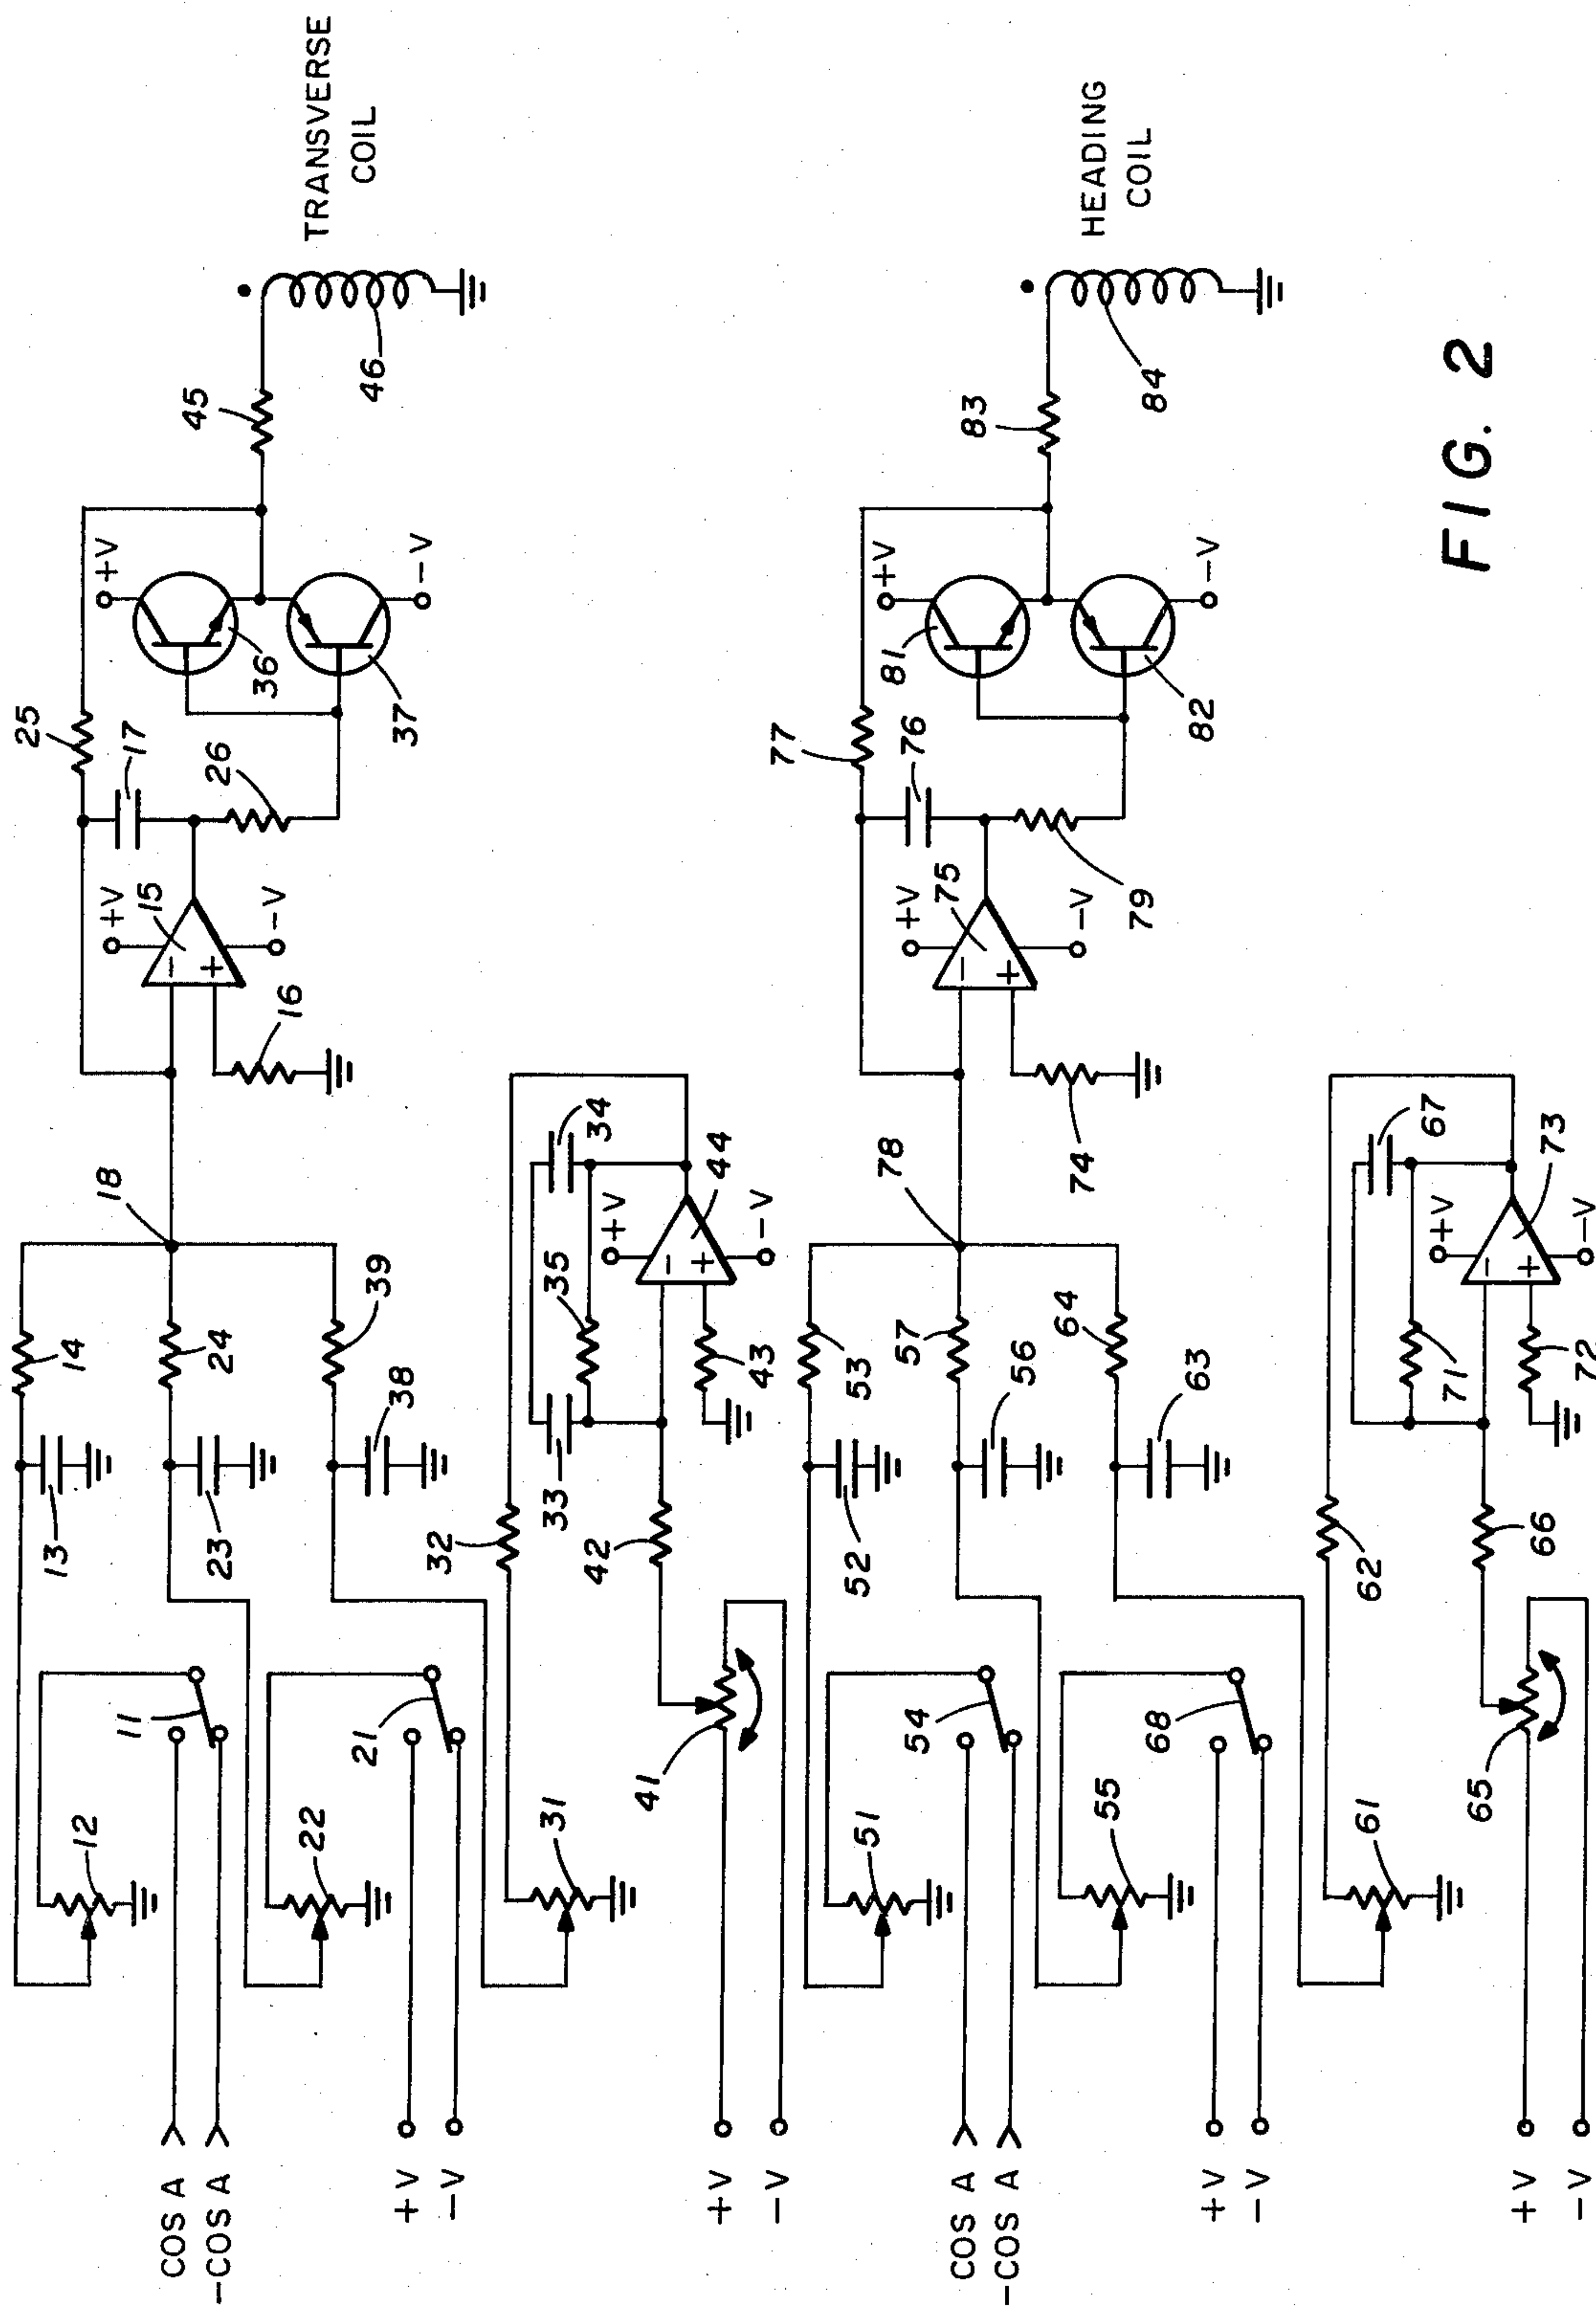 12
13
14
25
+V
17
+V
15
18
COS A
-COS A
11
23
24
16
-V
26
36
37
-V
45
46
TRANSVERSE
COIL
+V
-V
22
21
38
39
32
31
33
35
34
42
+V
44
+V
-V
41
43
-V
COS A
-COS A
51
54
52
53
57
56
78
77
+V
75
76
81
+V
83
84
HEADING
COIL
74
-V
79
82
-V
+V
-V
55
68
64
63
61
62
67
71
+V
73
+V
-V
65
66
72
-V
FIG. 2